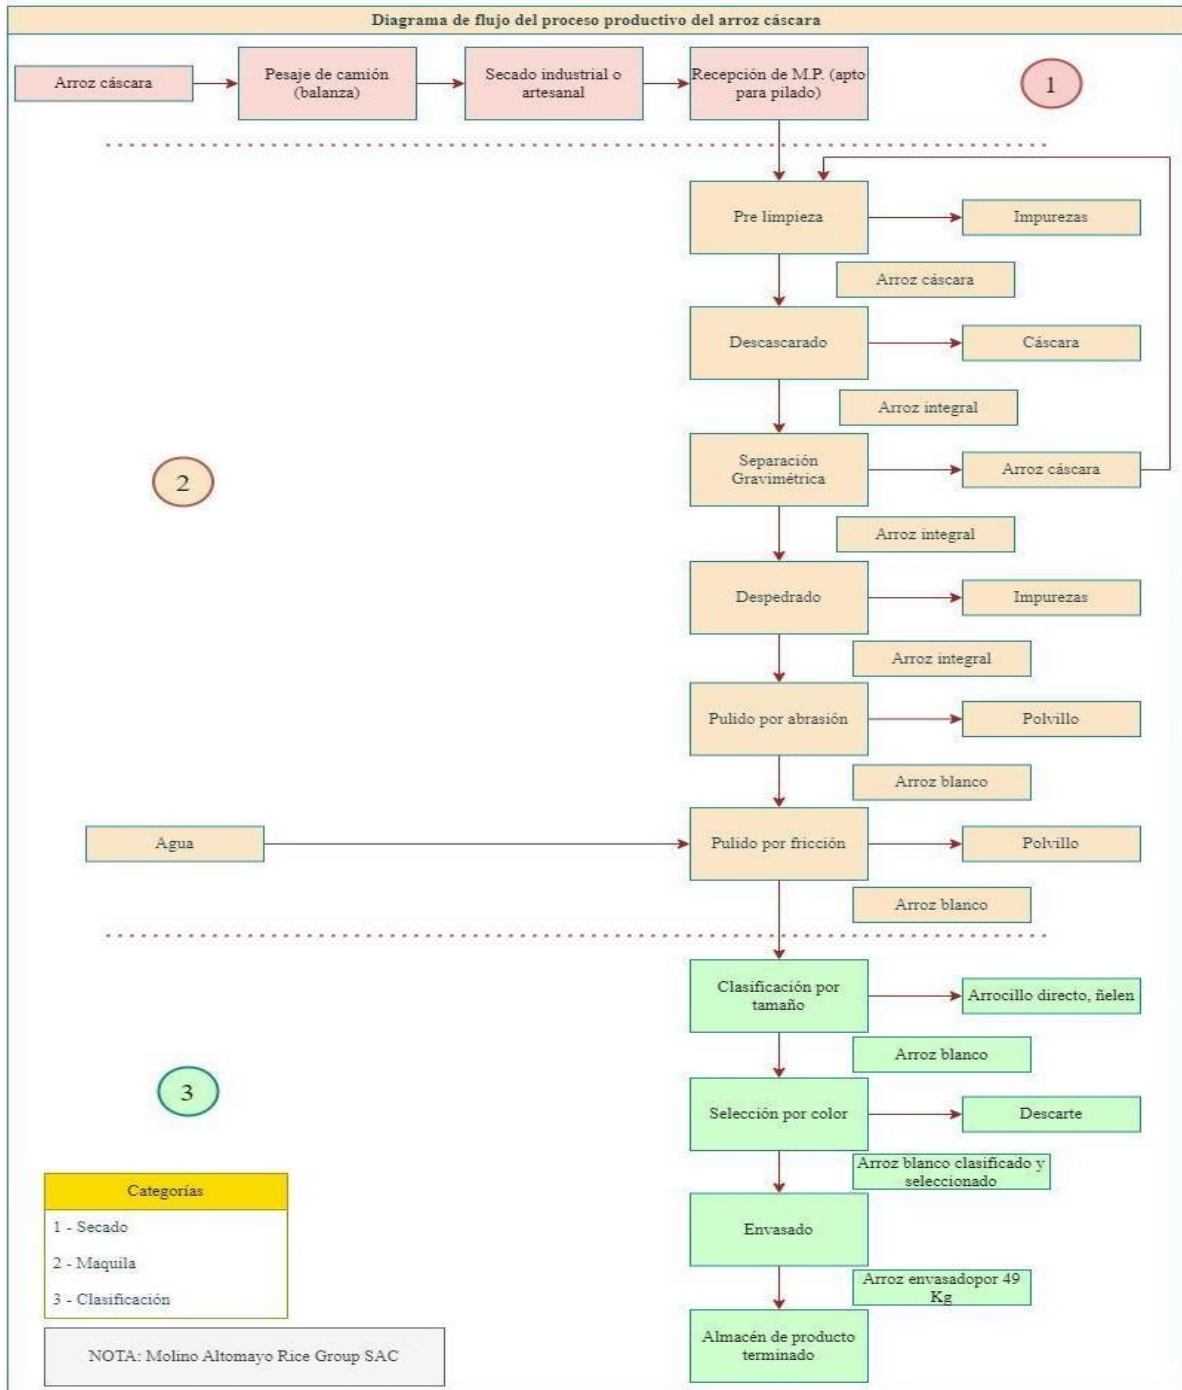 Diagrama de flujo del proceso productivo del arroz cáscara
Arroz cáscara
Pesaje de camión
(balanza)
Secado industrial o
artesanal
Recepción de M.P. (apto
para pilado)
1
Pre limpieza
Impurezas
Arroz cáscara
Descascarado
Cáscara
Arroz integral
2
Separación
Gravimétrica
Arroz cáscara
Arroz integral
Despedrado
Impurezas
Arroz integral
Pulido por abrasión
Polvillo
Arroz blanco
Agua
Pulido por fricción
Polvillo
Arroz blanco
Clasificación por
tamaño
Arrocillo directo, ñelen
Arroz blanco
3
Selección por color
Descarte
Arroz blanco clasificado y
seleccionado
Envasado
Arroz envasadopor 49
Kg
Almacén de producto
terminado
Categorías
1 - Secado
2 - Maquila
3 - Clasificación
NOTA: Molino Altomayo Rice Group SAC